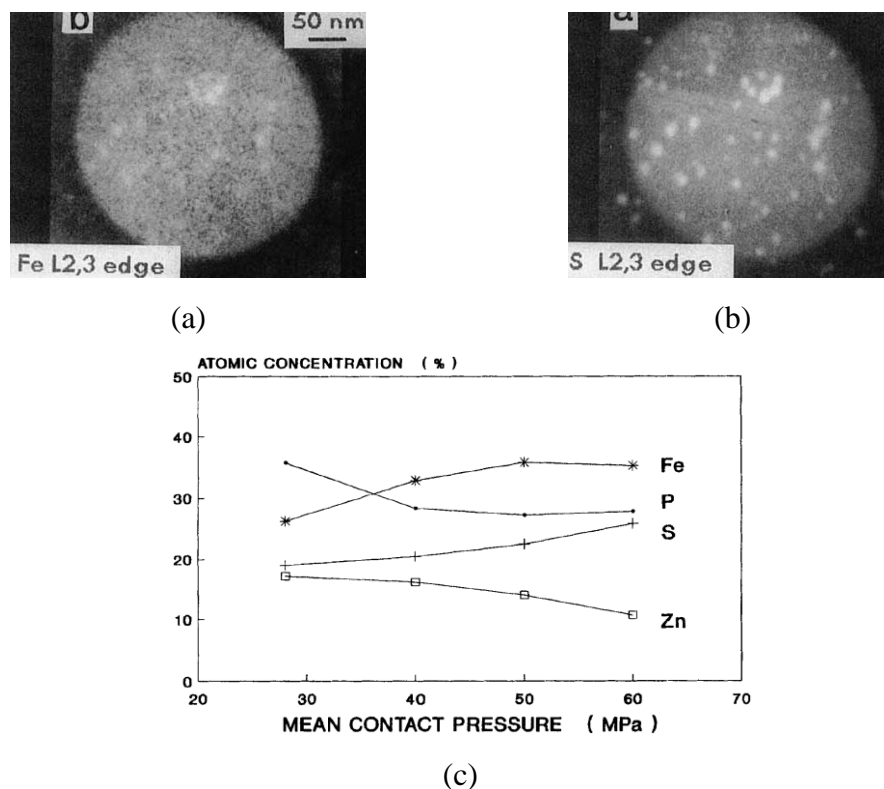 b
50 nm
Fe L2,3 edge
(a)
a
S L2,3 edge
(b)
ATOMIC CONCENTRATION ( % )
50
40
30
20
10
0
Fe
P
S
Zn
20 30 40 50 60 70
MEAN CONTACT PRESSURE ( MPa )
(c)